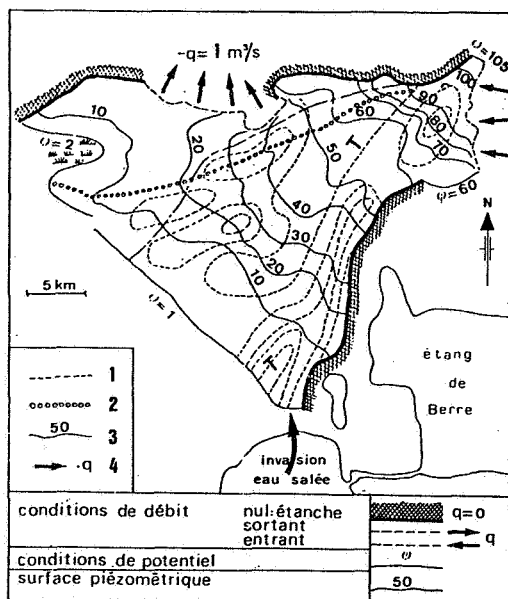 -q = 1 m³/s
φ=105
10
20
60
100
90
80
70
50
T
φ=2
φ=60
40
N
30
20
10
5 km
φ=1
T
étang
de
Berre
1
2
50 3
·q 4
invasion
eau salée
conditions de débit
nul:étanche q=0
sortant
entrant q
conditions de potentiel φ
surface piézométrique 50